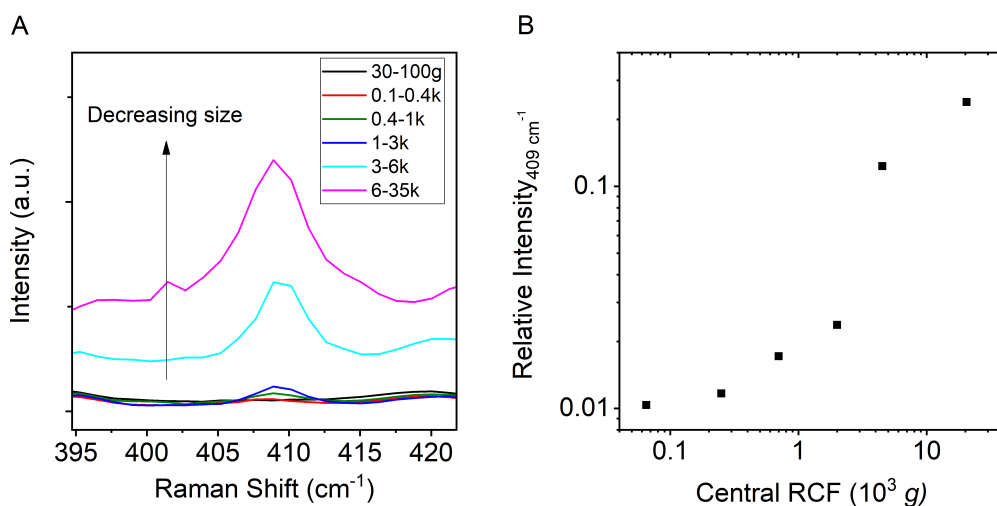 A
Intensity (a.u.)
Decreasing size
30-100g
0.1-0.4k
0.4-1k
1-3k
3-6k
6-35k
395 400 405 410 415 420
Raman Shift (cm⁻¹)
B
Relative Intensity₄₀₉ cm⁻¹
0.1
0.01
0.1 1 10
Central RCF (10³ g)